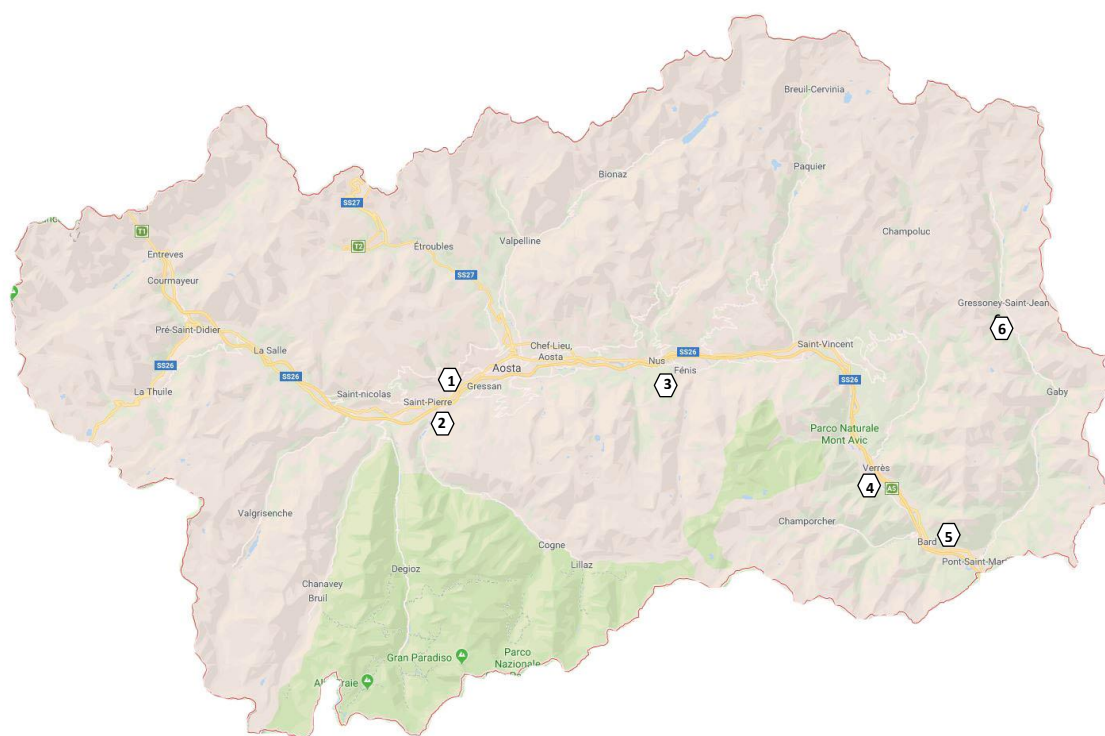 Breuil-Cervinia
Paquier
Bionaz
SS27
T1
T2
Étroubles
Valpelline
Champoluc
Entreves
Courmayeur
SS27
Gressoney-Saint-Jean
6
Pré-Saint-Didier
La Salle
Chef-Lieu,
Aosta
Saint-Vincent
SS26
Nus
SS26
Aosta
Fénis
La Thuile
SS26
1
Gressan
3
SS26
Saint-nicolas
Saint-Pierre
Gaby
2
Parco Naturale
Mont Avic
Verrès
4
A5
Valgrisenche
Champorcher
5
Bard
Cogne
Lillaz
Pont-Saint-Mar
Degioz
Chanavey
Bruil
Gran Paradiso
Parco
Nazionale